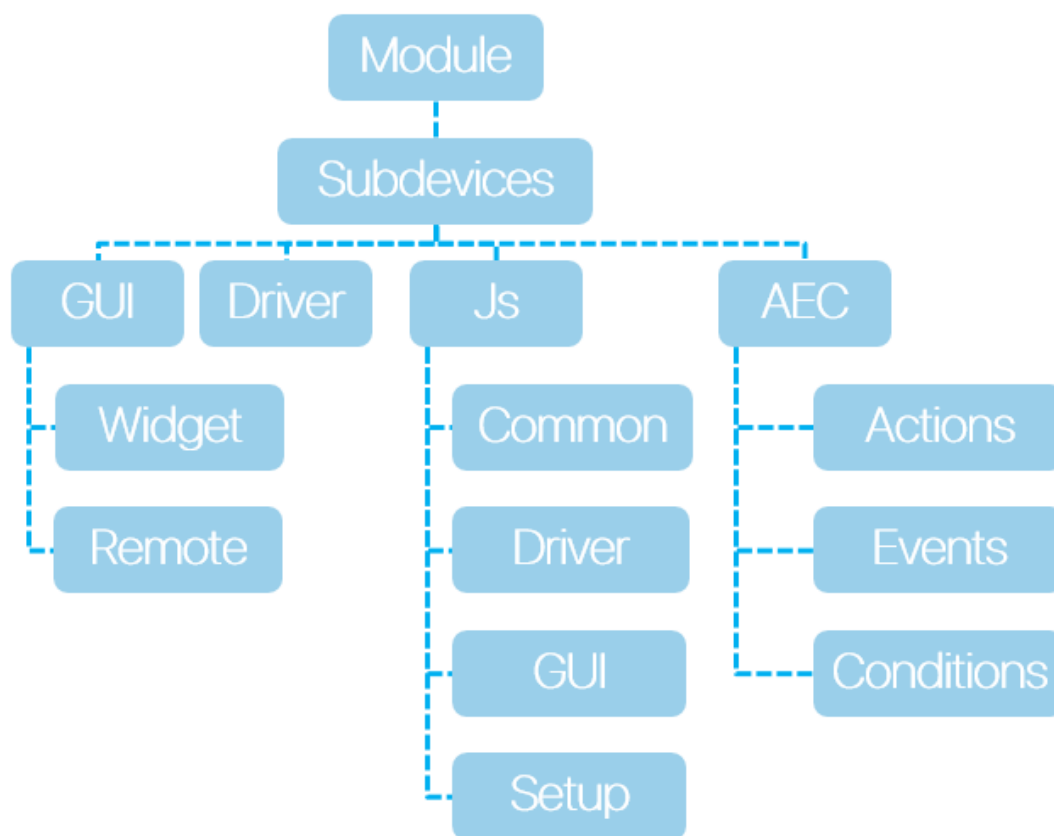 Module
Subdevices
GUI
Driver
Js
AEC
Widget
Common
Actions
Remote
Driver
Events
GUI
Conditions
Setup